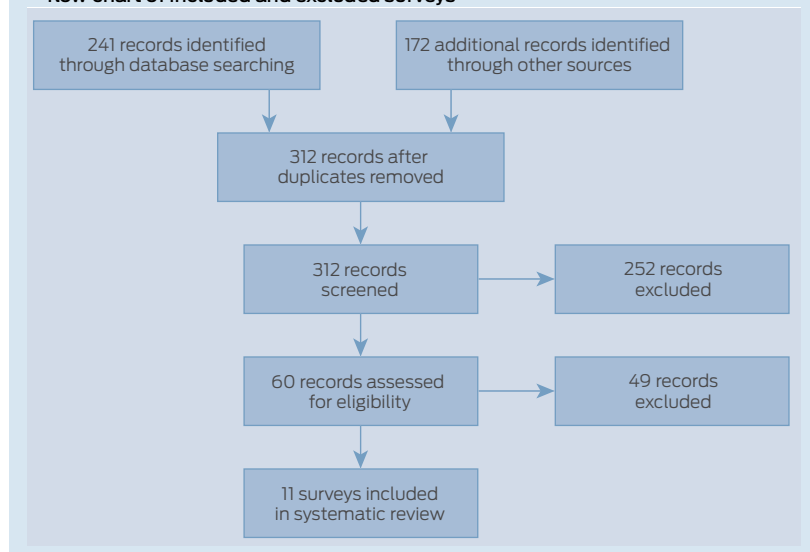 flow chart of included and excluded surveys
241 records identified
through database searching
172 additional records identified
through other sources
312 records after
duplicates removed
312 records
screened
252 records
excluded
60 records assessed
for eligibility
49 records
excluded
11 surveys included
in systematic review